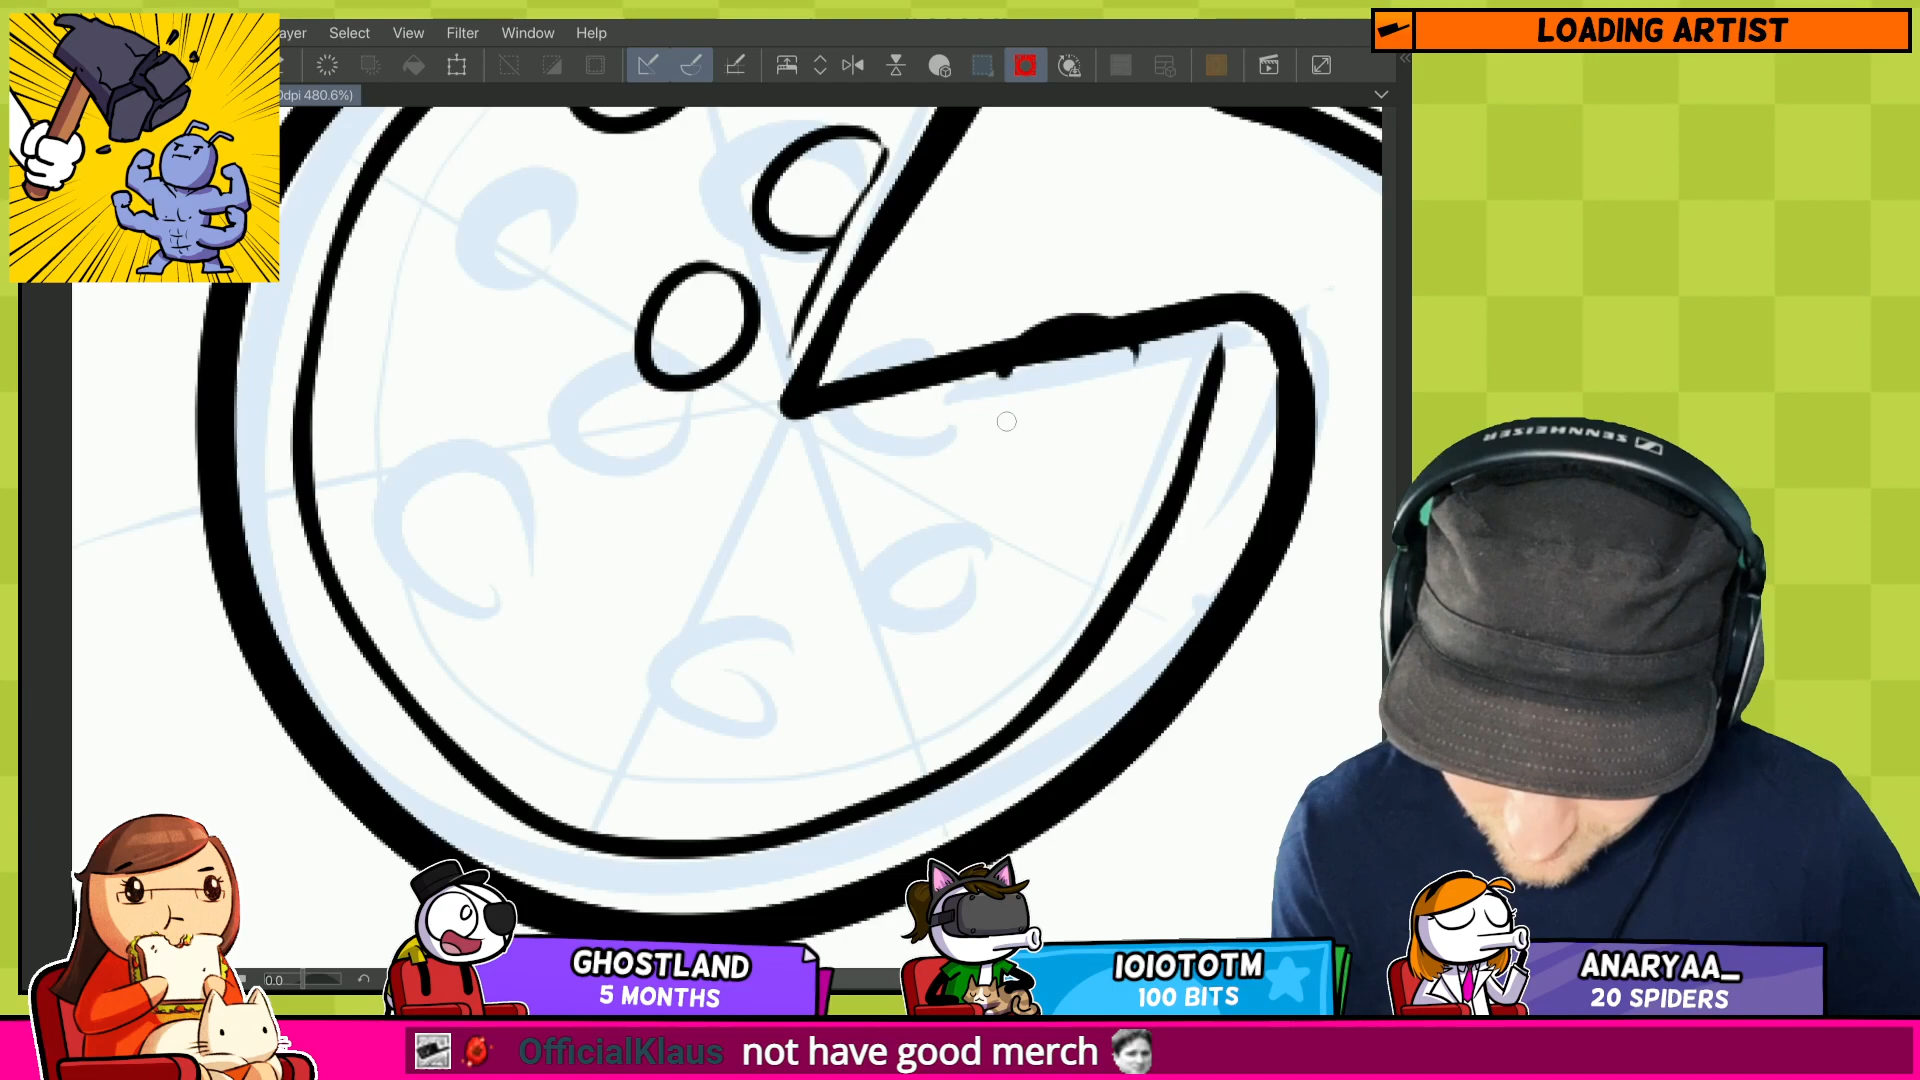 LOADING ARTIST
ayer Select View Filter Window Help
0dpi 480.6%)
SENNHEISER
0.0
GHOSTLAND
5 MONTHS
IOIOTOTM
100 BITS
ANARYAA_
20 SPIDERS
OfficialKlaus not have good merch